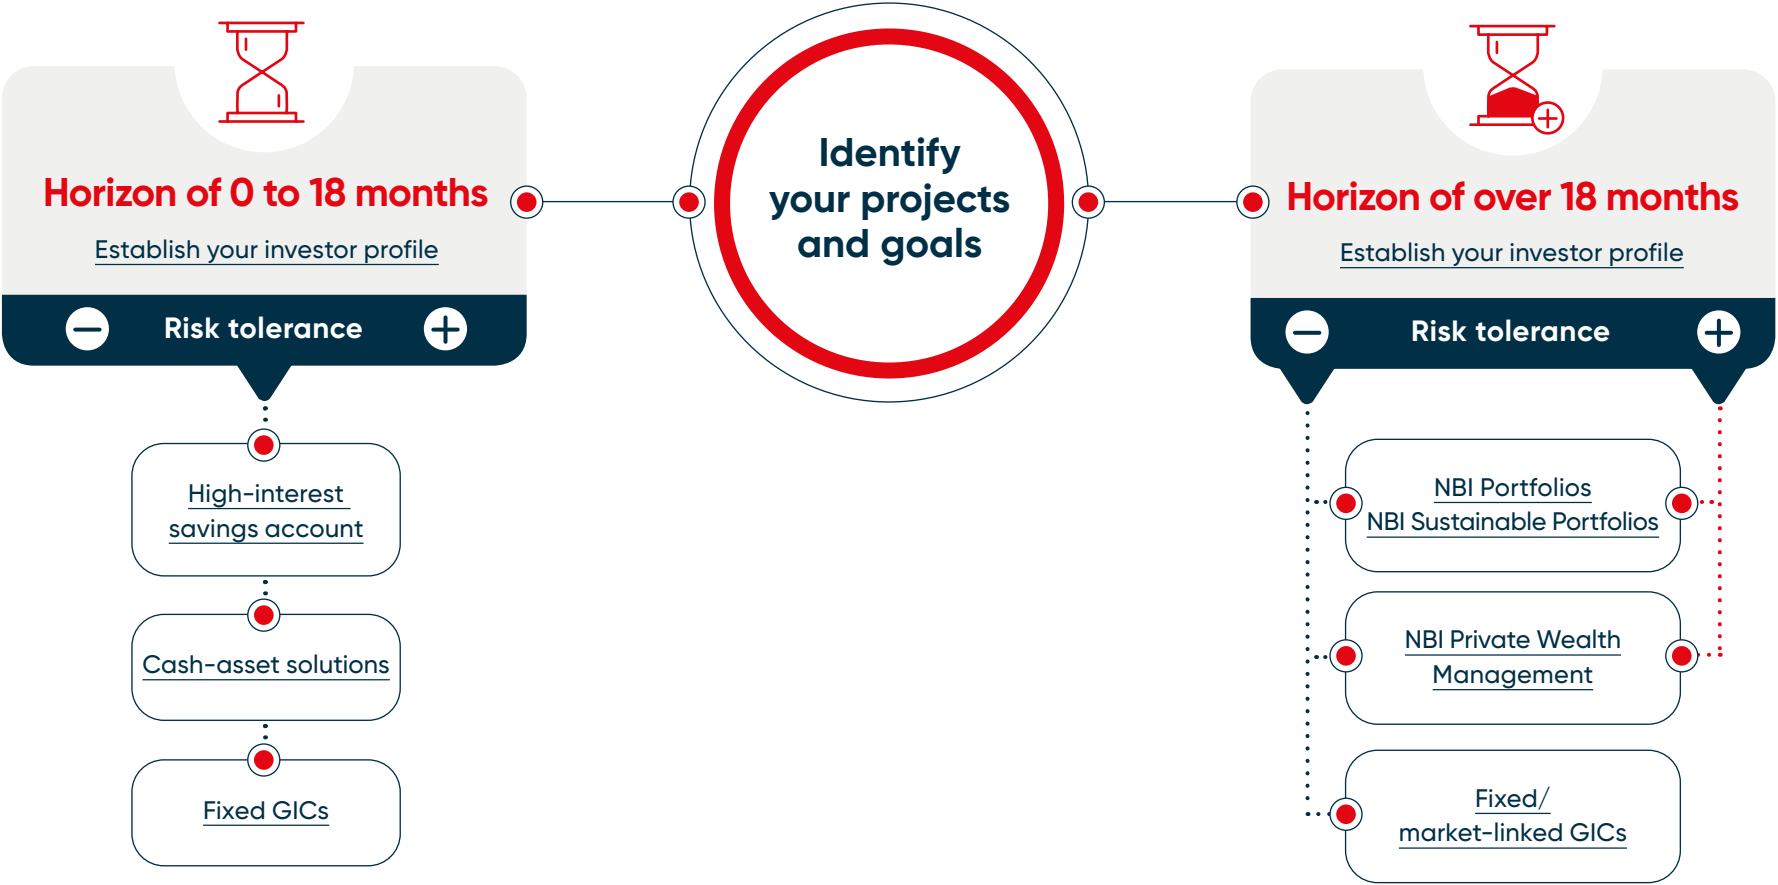 Identify
your projects
and goals
Horizon of 0 to 18 months
Establish your investor profile
Risk tolerance
High-interest
savings account
Cash-asset solutions
Fixed GICs
Horizon of over 18 months
Establish your investor profile
Risk tolerance
NBI Portfolios
NBI Sustainable Portfolios
NBI Private Wealth
Management
Fixed/
market-linked GICs